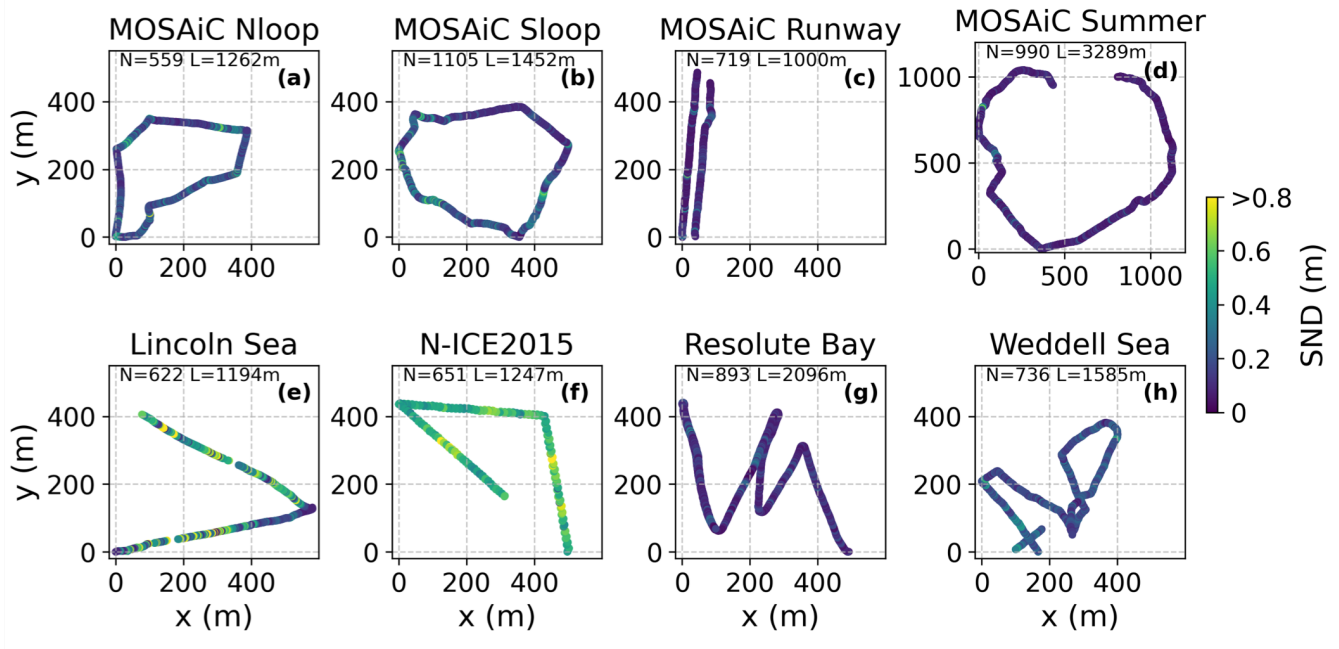 MOSAiC Nloop
N=559 L=1262m
(a)
y (m)
400
200
0
0 200 400
MOSAiC Sloop
N=1105 L=1452m
(b)
400
200
0
0 200 400
MOSAiC Runway
N=719 L=1000m
(c)
400
200
0
0 200 400
MOSAiC Summer
N=990 L=3289m
(d)
1000
500
0
0 500 1000
Lincoln Sea
N=622 L=1194m
(e)
y (m)
400
200
0
0 200 400
x (m)
N-ICE2015
N=651 L=1247m
(f)
400
200
0
0 200 400
x (m)
Resolute Bay
N=893 L=2096m
(g)
400
200
0
0 200 400
x (m)
Weddell Sea
N=736 L=1585m
(h)
400
200
0
0 200 400
x (m)
>0.8
0.6
0.4
0.2
0
SND (m)